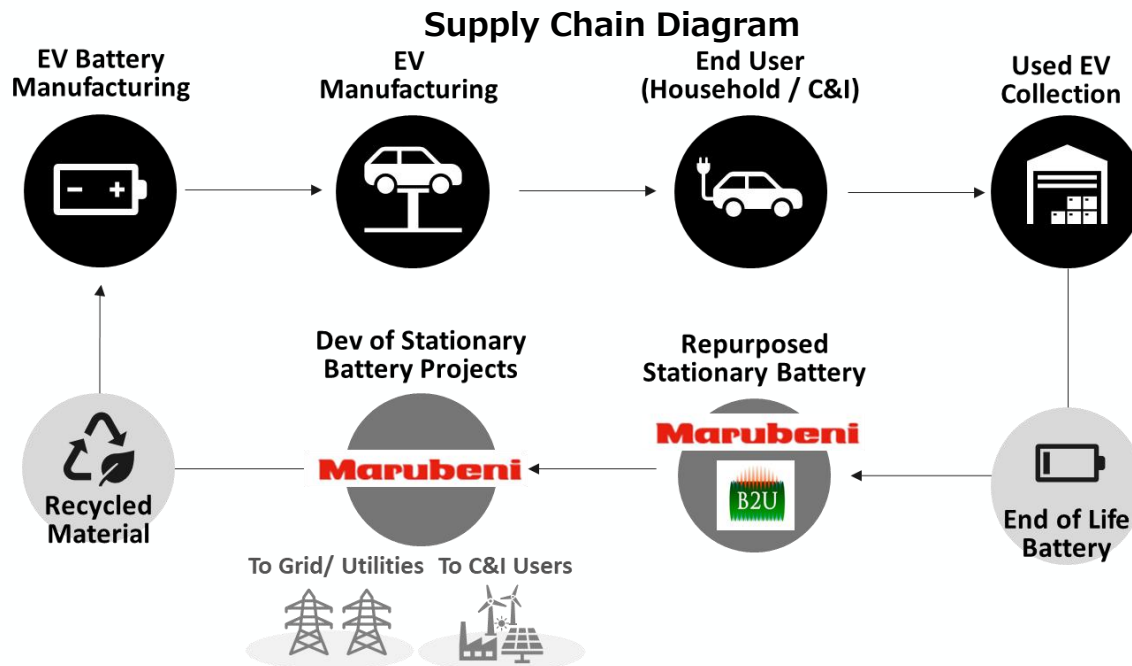 Supply Chain Diagram
EV Battery
Manufacturing
EV
Manufacturing
End User
(Household / C&I)
Used EV
Collection
Dev of Stationary
Battery Projects
Repurposed
Stationary Battery
Marubeni
Marubeni
B2U
Recycled
Material
End of Life
Battery
To Grid/ Utilities
To C&I Users